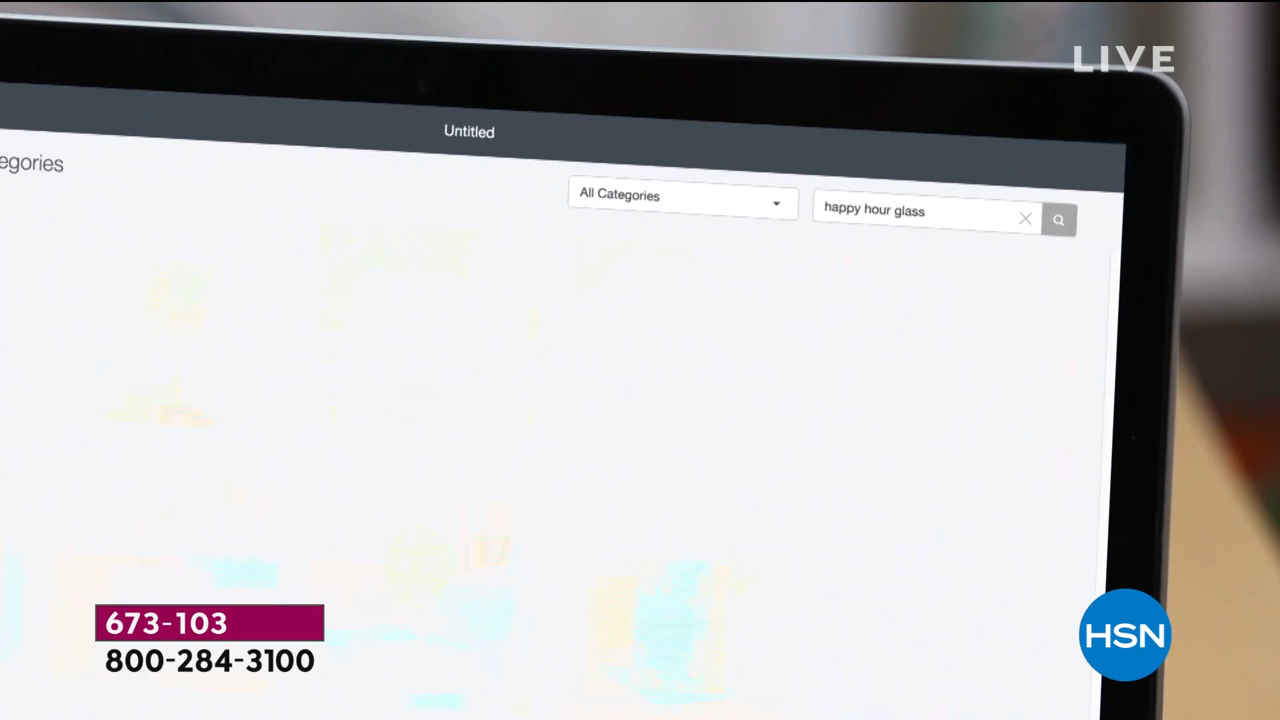 LIVE
Untitled
egories
All Categories
happy hour glass
673-103
800-284-3100
HSN